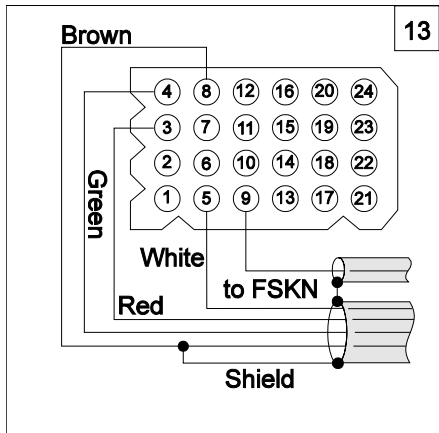 13
Brown
4 8 12 16 20 24
3 7 11 15 19 23
2 6 10 14 18 22
1 5 9 13 17 21
Green
White
to FSKN
Red
Shield